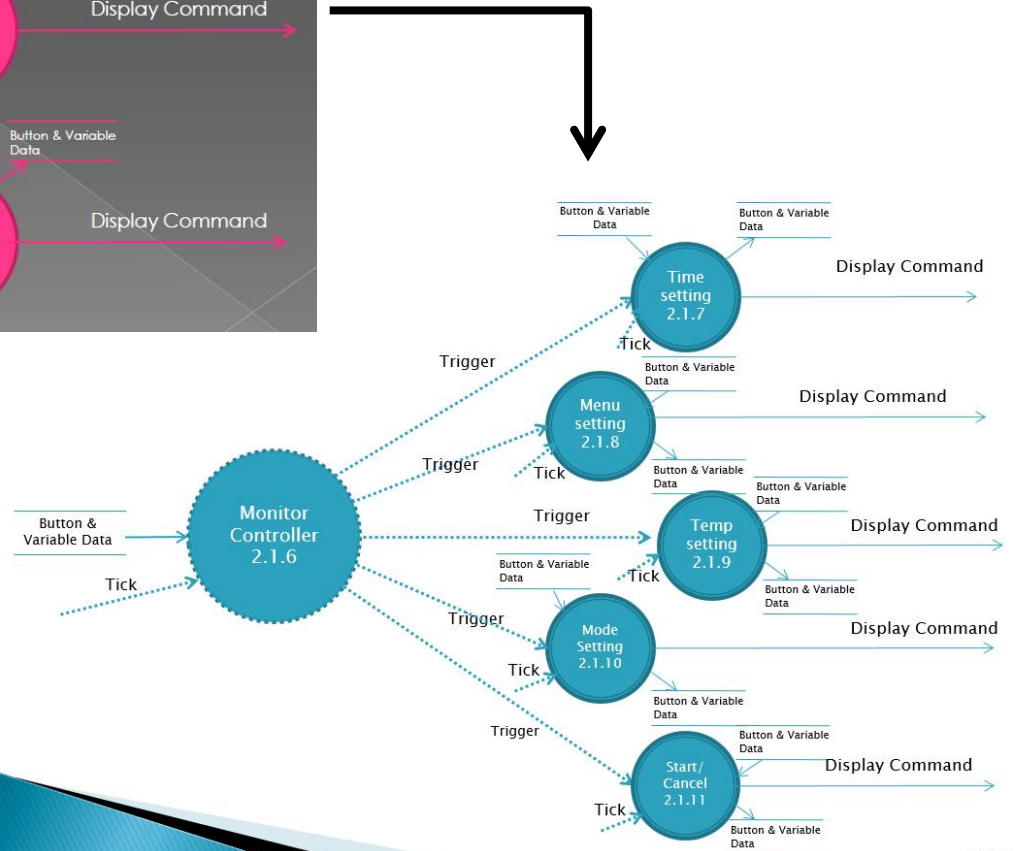 Display Command
Button & Variable
Data
Display Command
Button & Variable
Data
Button & Variable
Data
Time
setting
2.1.7
Display Command
Tick
Trigger
Button & Variable
Data
Menu
setting
2.1.8
Display Command
Trigger
Tick
Button & Variable
Data
Button & Variable
Data
Monitor
Controller
2.1.6
Button &
Variable Data
Tick
Trigger
Temp
setting
2.1.9
Display Command
Tick
Button & Variable
Data
Button & Variable
Data
Trigger
Mode
Setting
2.1.10
Display Command
Tick
Button & Variable
Data
Trigger
Button & Variable
Data
Start/
Cancel
2.1.11
Display Command
Tick
Button & Variable
Data